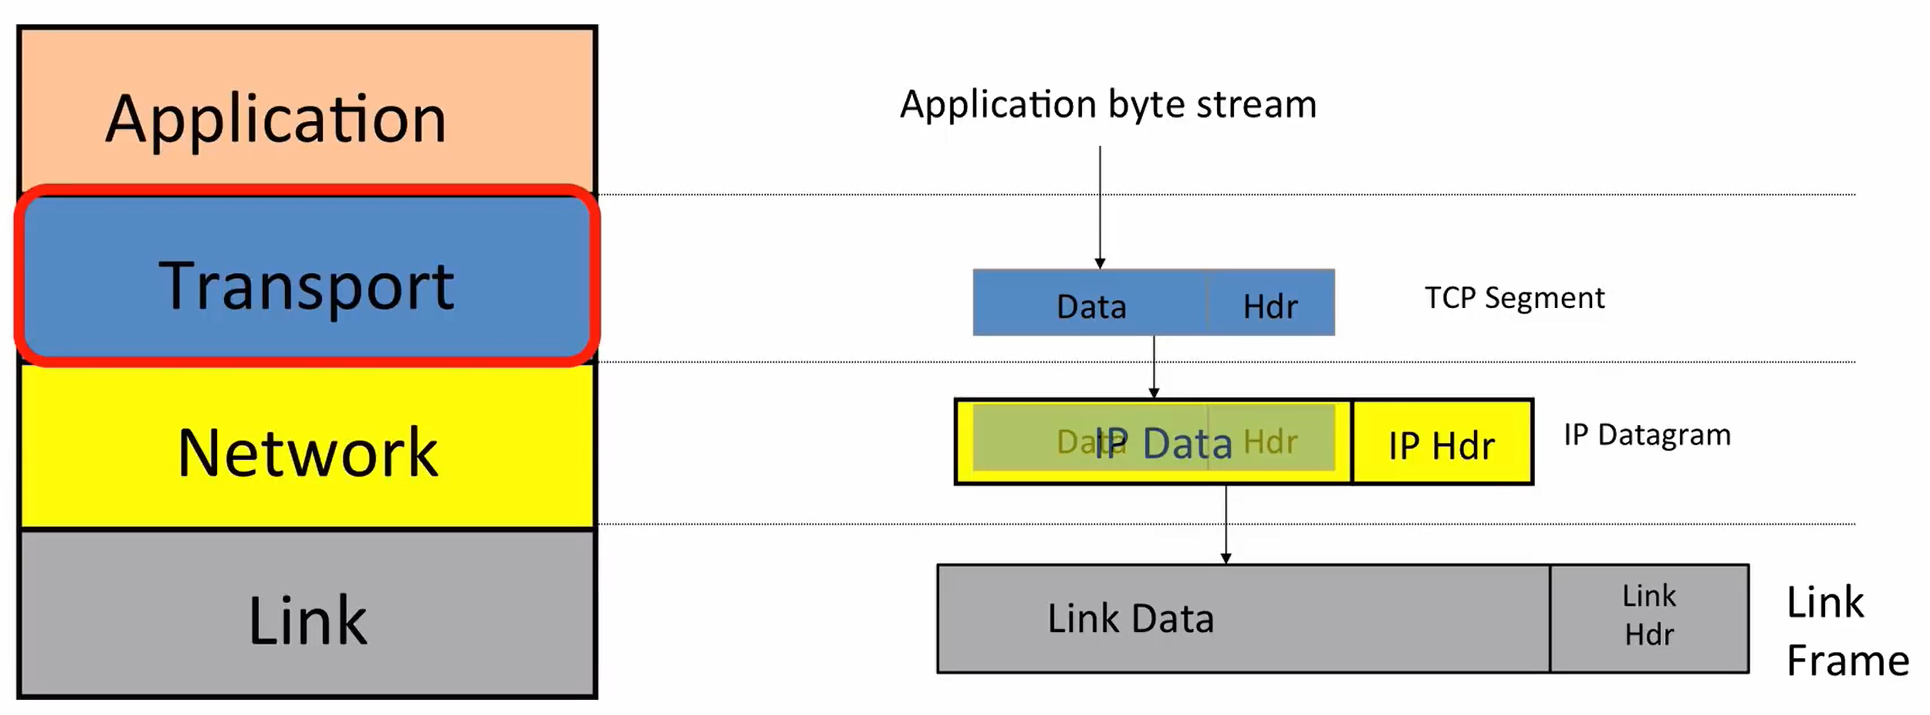 Application
Application byte stream
Transport
Data
Hdr
TCP Segment
Network
Data
IP Data
Hdr
IP Hdr
IP Datagram
Link
Link Data
Link
Hdr
Link
Frame